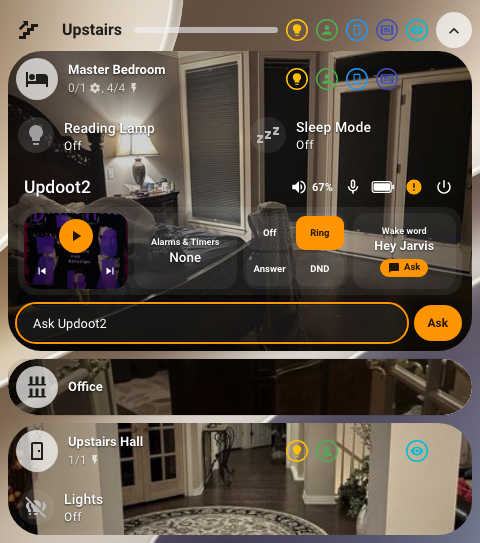 Upstairs
Master Bedroom
0/1 , 4/4
Reading Lamp
Off
zzz
Sleep Mode
Off
Updoot2
67%
Alarms & Timers
None
Off
Ring
Answer
DND
Wake word
Hey Jarvis
Ask
Ask Updoot2
Ask
Office
Upstairs Hall
1/1
Lights
Off